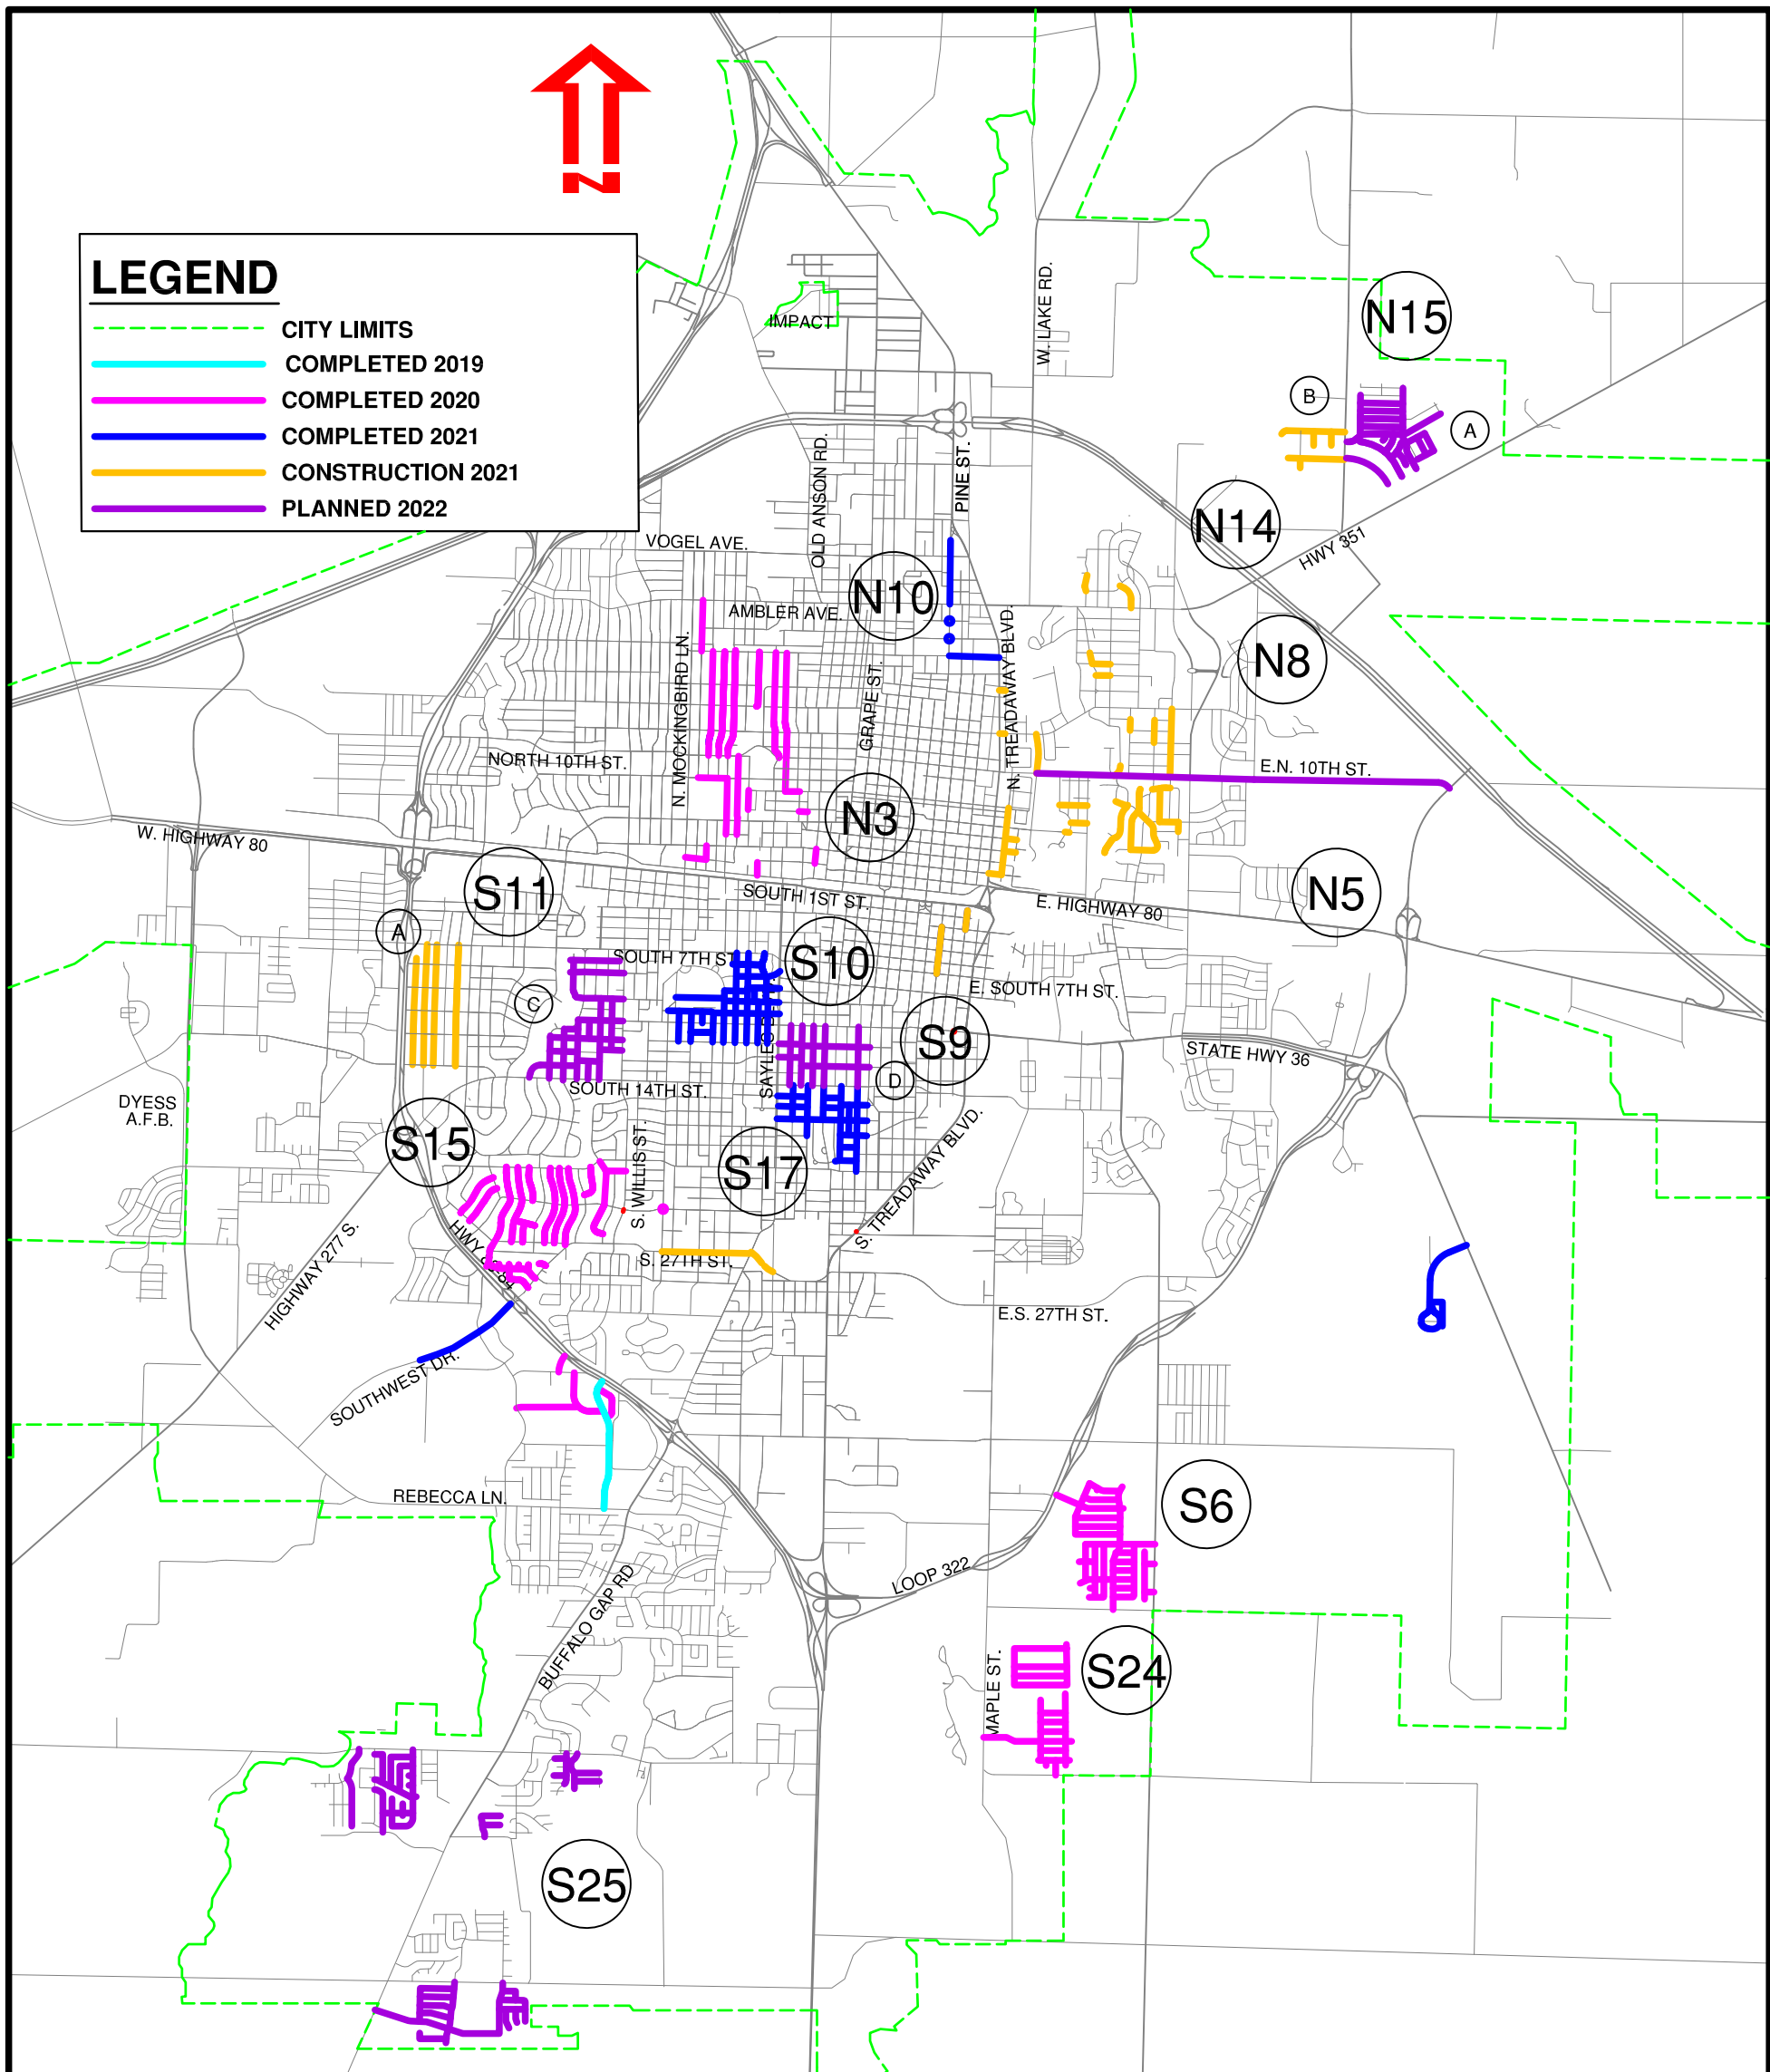 N
LEGEND
CITY LIMITS
COMPLETED 2019
COMPLETED 2020
COMPLETED 2021
CONSTRUCTION 2021
PLANNED 2022
IMPACT
W. LAKE RD.
N15
B
A
OLD ANSON RD.
PINE ST.
N14
HWY 351
VOGEL AVE.
N10
AMBLER AVE.
N. MOCKINGBIRD LN.
GRAPE ST.
N. TREADAWAY BLVD.
N8
NORTH 10TH ST.
E.N. 10TH ST.
N3
W. HIGHWAY 80
S11
SOUTH 1ST ST.
E. HIGHWAY 80
N5
A
SOUTH 7TH ST
S10
E. SOUTH 7TH ST.
C
SAYLES
S9
STATE HWY 36
D
SOUTH 14TH ST.
DYESS
A.F.B.
S15
S17
S. WILLIS ST.
S. TREADAWAY BLVD.
HIGHWAY 277 S.
HWY
S. 27TH ST.
E.S. 27TH ST.
SOUTHWEST DR.
REBECCA LN.
S6
LOOP 322
BUFFALO GAP RD
MAPLE ST.
S24
S25